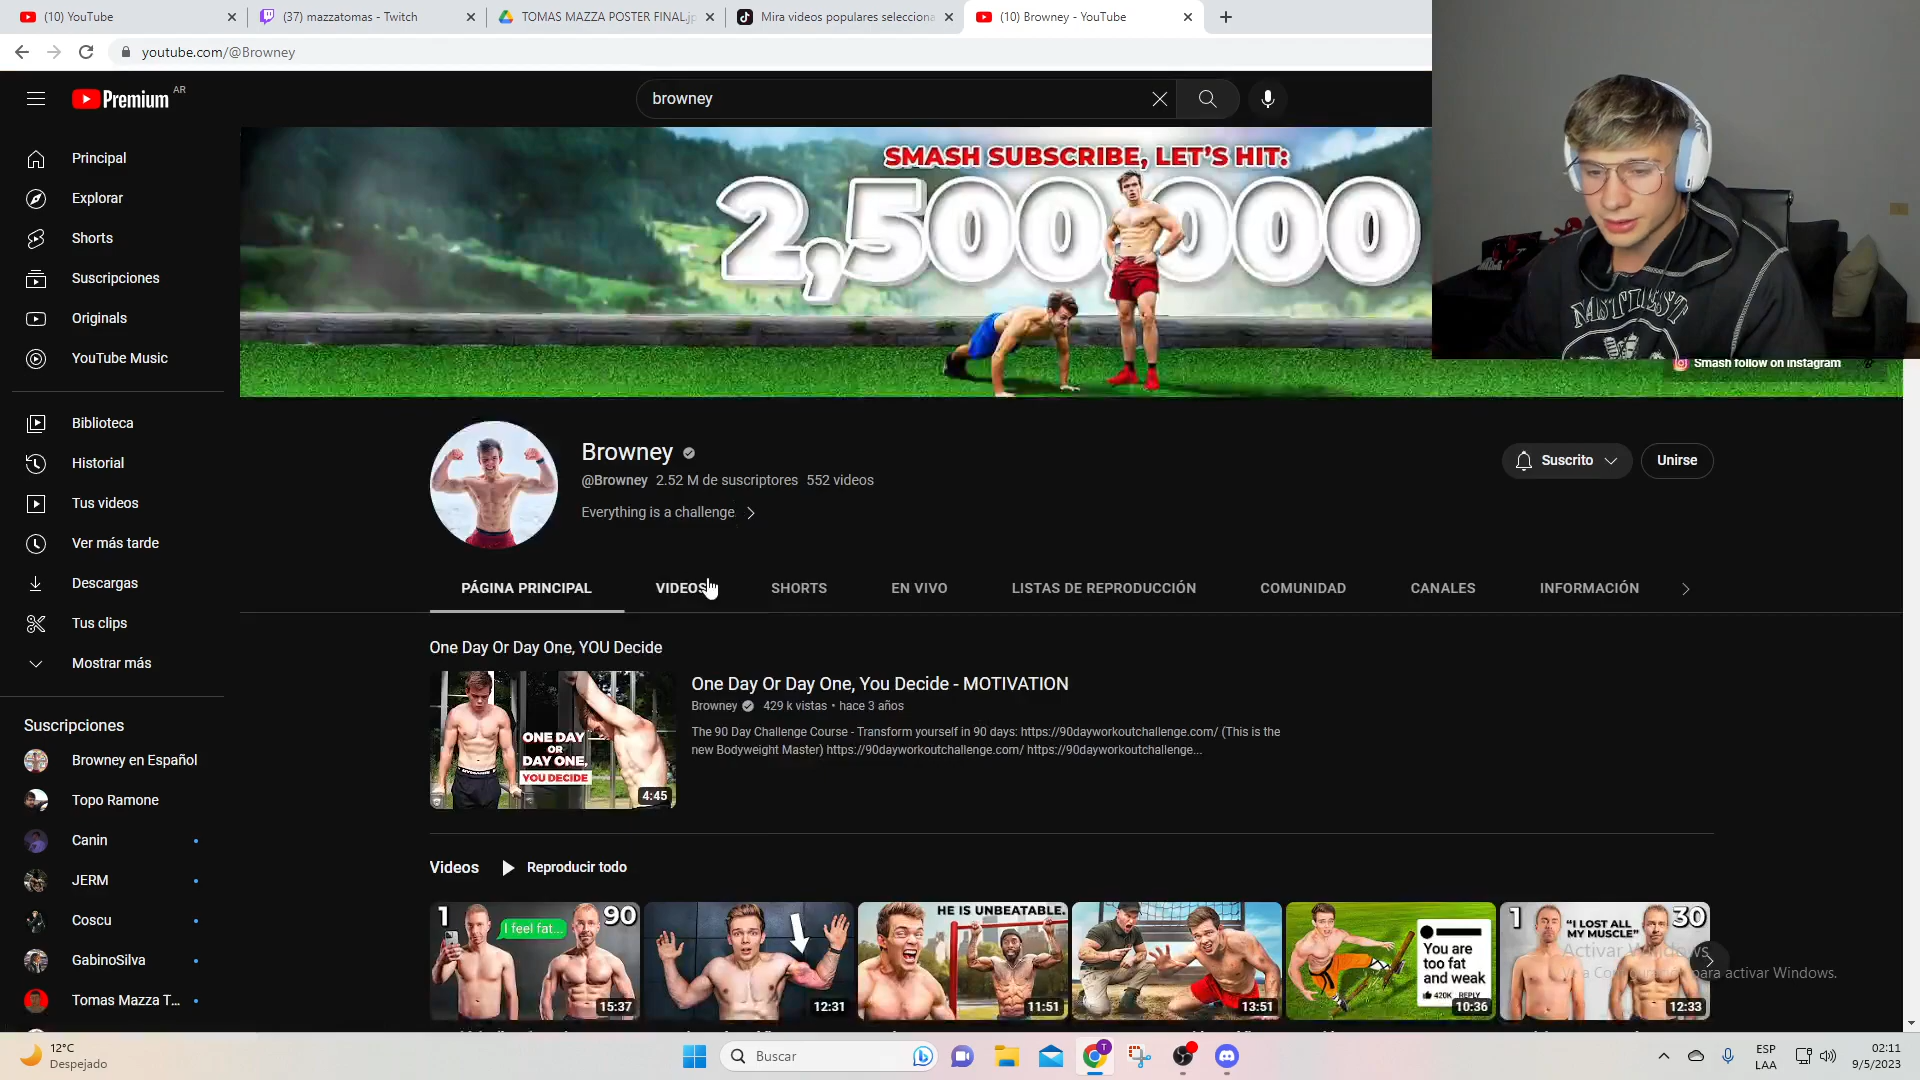 (10) YouTube
(37) mazzatomas - Twitch
TOMAS MAZZA POSTER FINAL.jp
Mira videos populares selecciona
(10) Browney - YouTube
youtube.com/@Browney
Premium AR
browney
Principal
Explorar
Shorts
Suscripciones
Originals
YouTube Music
Biblioteca
Historial
Tus videos
Ver más tarde
Descargas
Tus clips
Mostrar más
Suscripciones
Browney en Español
Topo Ramone
Canin
JERM
Coscu
GabinoSilva
Tomas Mazza T...
SMASH SUBSCRIBE, LET'S HIT:
2,500,000
Smash follow on instagram
Browney
@Browney 2.52 M de suscriptores 552 videos
Everything is a challenge
Suscrito
Unirse
PÁGINA PRINCIPAL
VIDEOS
SHORTS
EN VIVO
LISTAS DE REPRODUCCIÓN
COMUNIDAD
CANALES
INFORMACIÓN
One Day Or Day One, YOU Decide
ONE DAY
OR
DAY ONE,
YOU DECIDE
4:45
One Day Or Day One, You Decide - MOTIVATION
Browney 429 k vistas • hace 3 años
The 90 Day Challenge Course - Transform yourself in 90 days: https://90dayworkoutchallenge.com/ (This is the
new Bodyweight Master) https://90dayworkoutchallenge.com/ https://90dayworkoutchallenge...
Videos
Reproducir todo
1
I feel fat...
90
15:37
12:31
HE IS UNBEATABLE.
11:51
13:51
You are
too fat
and weak
420K REPLY
10:36
1
"I LOST ALL
MY MUSCLE"
30
12:33
Activar Windows
Ve a Configuración para activar Windows.
12°C
Despejado
Buscar
ESP
LAA
02:11
9/5/2023